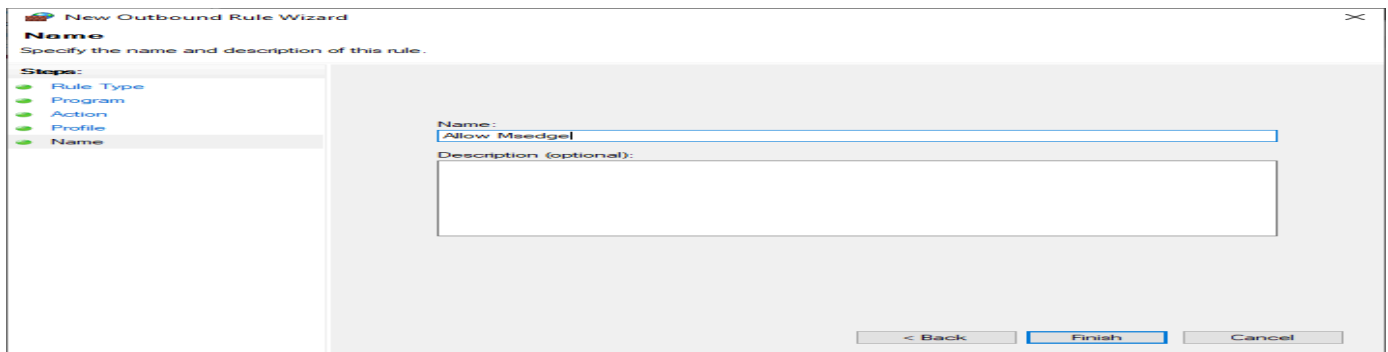 New Outbound Rule Wizard
Name
Specify the name and description of this rule.
Steps:
Rule Type
Program
Action
Profile
Name
Name:
Allow Msedge
Description (optional):
< Back Finish Cancel